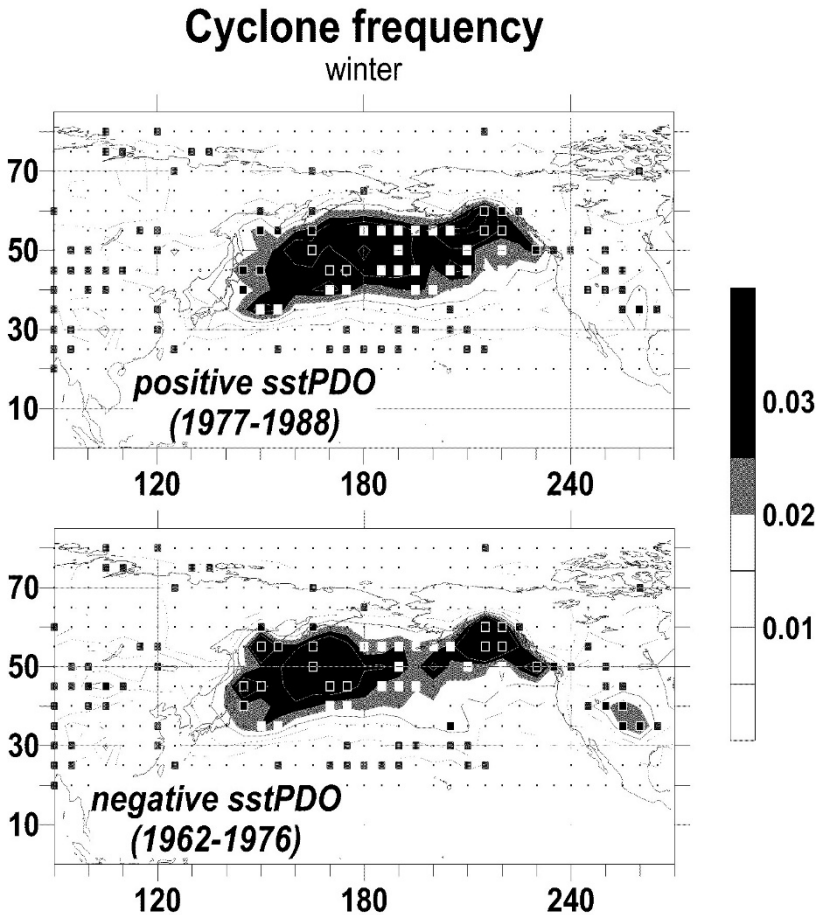 Cyclone frequency
winter
70
50
30
10
positive sstPDO
(1977-1988)
120 180 240
0.03
0.02
0.01
70
50
30
10
negative sstPDO
(1962-1976)
120 180 240